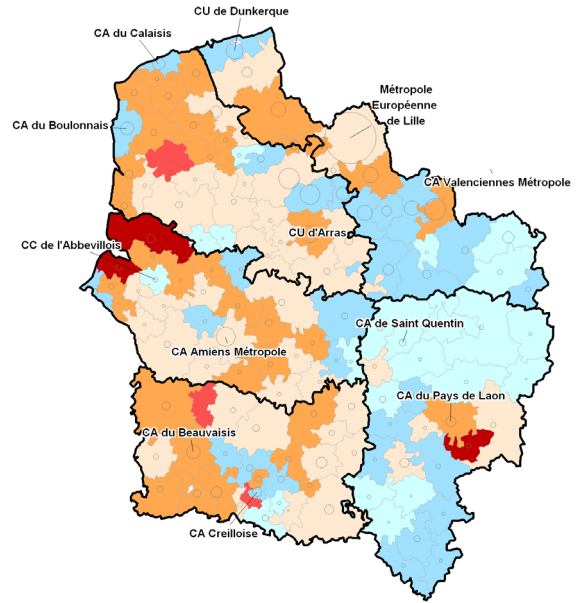 CU de Dunkerque
CA du Calaisis
Métropole
Européenne
de Lille
CA du Boulonnais
CA Valenciennes Métropole
CU d'Arras
CC de l'Abbevillois
CA de Saint Quentin
CA Amiens Métropole
CA du Pays de Laon
CA du Beauvaisis
CA Creilloise